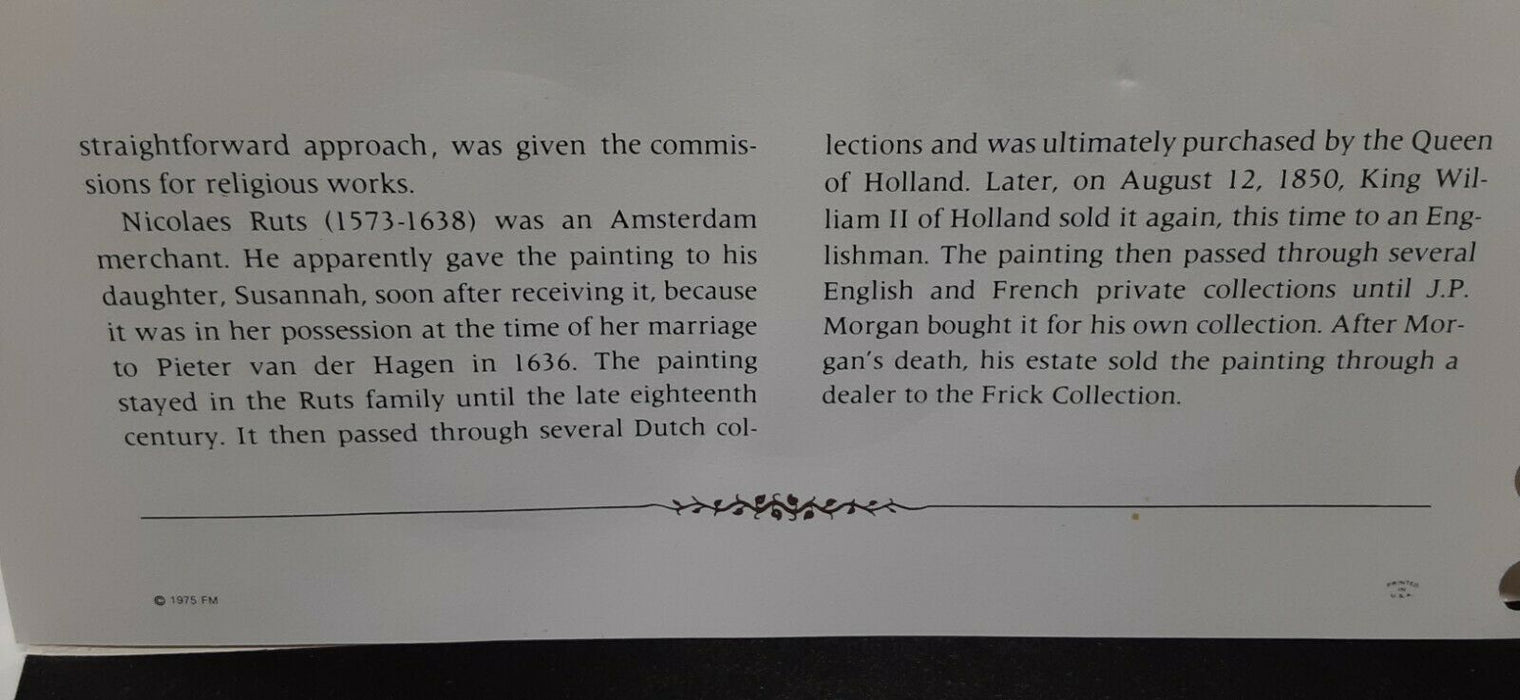 straightforward approach, was given the commis-
sions for religious works.
Nicolaes Ruts (1573-1638) was an Amsterdam
merchant. He apparently gave the painting to his
daughter, Susannah, soon after receiving it, because
it was in her possession at the time of her marriage
to Pieter van der Hagen in 1636. The painting
stayed in the Ruts family until the late eighteenth
century. It then passed through several Dutch col-
lections and was ultimately purchased by the Queen
of Holland. Later, on August 12, 1850, King Wil-
liam II of Holland sold it again, this time to an Eng-
lishman. The painting then passed through several
English and French private collections until J.P.
Morgan bought it for his own collection. After Mor-
gan's death, his estate sold the painting through a
dealer to the Frick Collection.
© 1975 FM
PRINTED
IN
U.S.A.